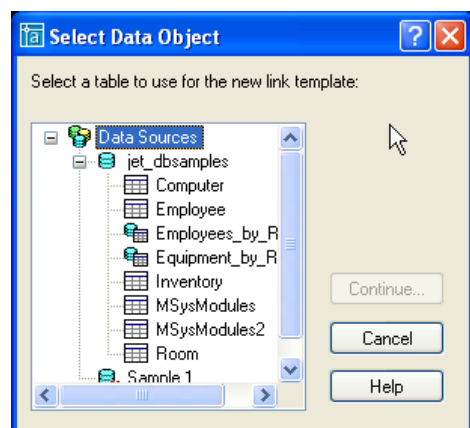 Select Data Object
Select a table to use for the new link template:
Data Sources
jet_dbsamples
Computer
Employee
Employees_by_R
Equipment_by_R
Inventory
MSysModules
MSysModules2
Room
Sample 1
Continue...
Cancel
Help